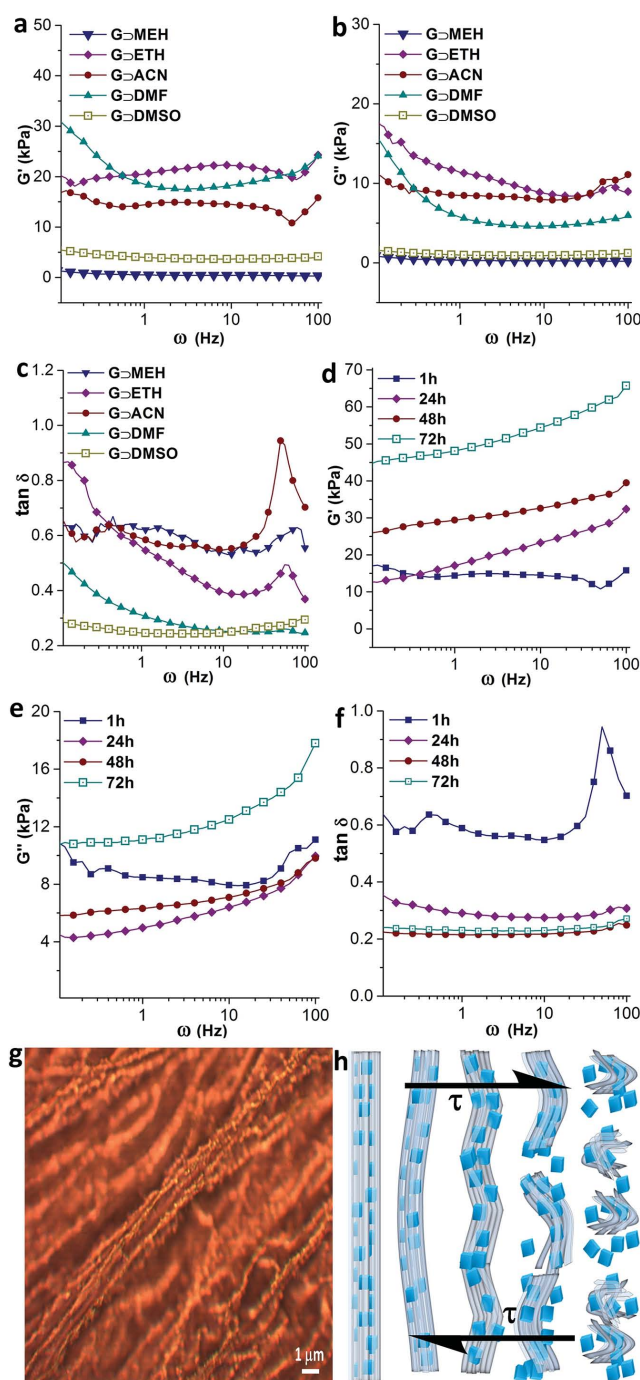 a
G⊃MEH
G⊃ETH
G⊃ACN
G⊃DMF
G⊃DMSO
G' (kPa)
50
40
30
20
10
0
1
10
100
ω (Hz)
b
G⊃MEH
G⊃ETH
G⊃ACN
G⊃DMF
G⊃DMSO
G" (kPa)
30
20
10
0
1
10
100
ω (Hz)
c
G⊃MEH
G⊃ETH
G⊃ACN
G⊃DMF
G⊃DMSO
tan δ
1.2
1.0
0.8
0.6
0.4
0.2
1
10
100
ω (Hz)
d
1h
24h
48h
72h
G' (kPa)
70
60
50
40
30
20
10
0
1
10
100
ω (Hz)
e
1h
24h
48h
72h
G" (kPa)
20
16
12
8
4
1
10
100
ω (Hz)
f
1h
24h
48h
72h
tan δ
1.0
0.8
0.6
0.4
0.2
0.0
1
10
100
ω (Hz)
g
1 μm
h
τ
τ